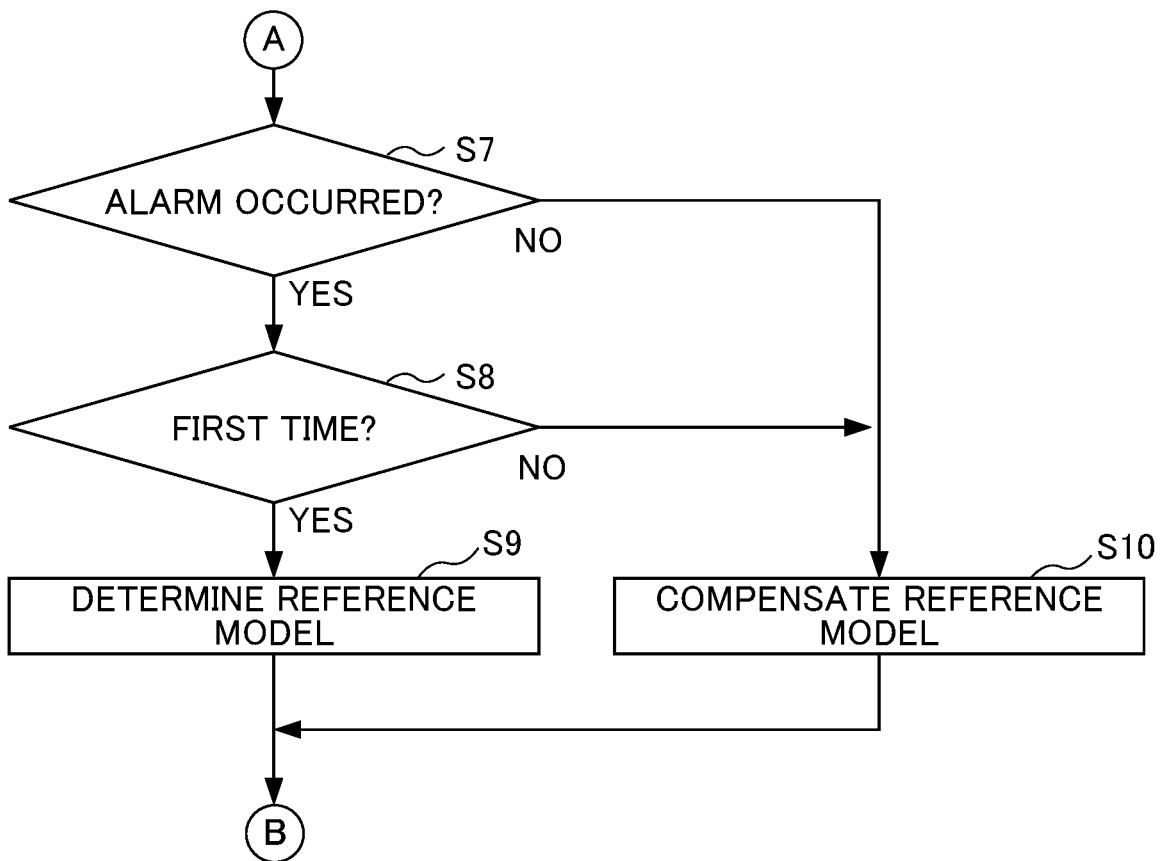 A
S7
ALARM OCCURRED?
NO
YES
S8
FIRST TIME?
NO
YES
S9
DETERMINE REFERENCE
MODEL
S10
COMPENSATE REFERENCE
MODEL
B